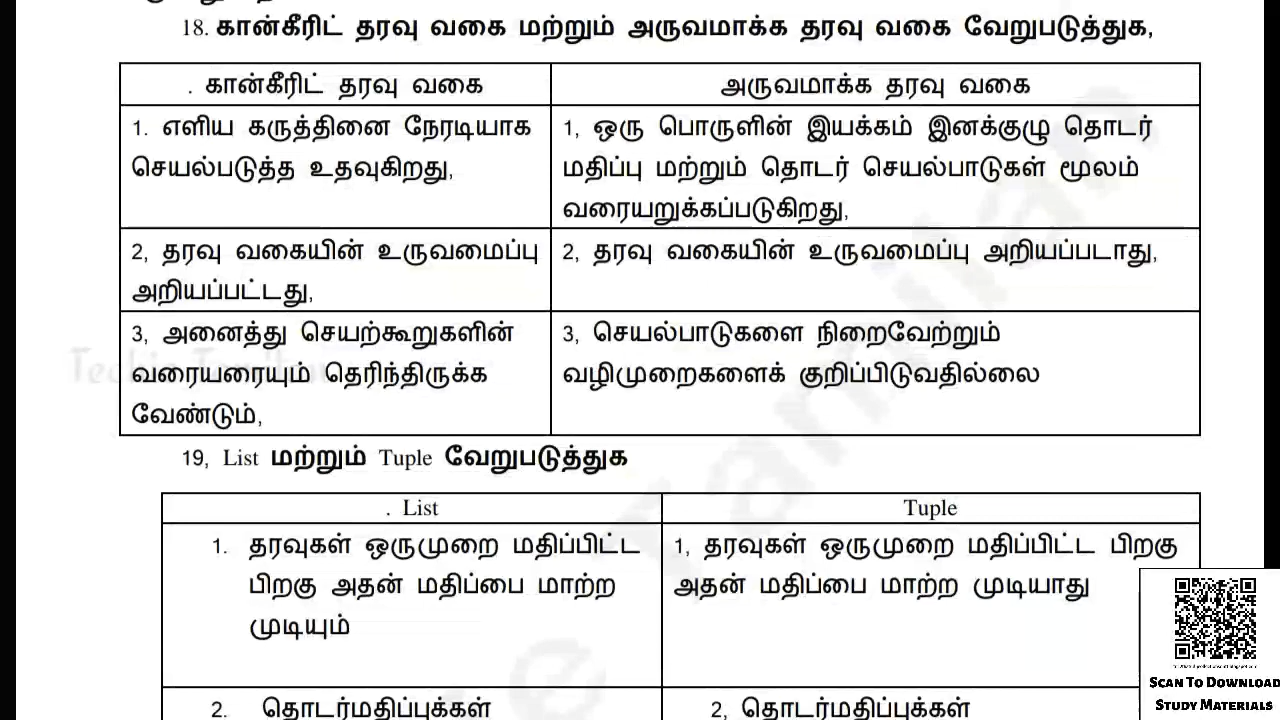 18. கான்கீரிட் தரவு வகை மற்றும் அருவமாக்க தரவு வகை வேறுபடுத்துக,
. கான்கீரிட் தரவு வகை
அருவமாக்க தரவு வகை
1. எளிய கருத்தினை நேரடியாக
செயல்படுத்த உதவுகிறது,
1, ஒரு பொருளின் இயக்கம் இனக்குழு தொடர்
மதிப்பு மற்றும் தொடர் செயல்பாடுகள் மூலம்
வரையறுக்கப்படுகிறது,
2, தரவு வகையின் உருவமைப்பு
அறியப்பட்டது,
2, தரவு வகையின் உருவமைப்பு அறியப்படாது,
3, அனைத்து செயற்கூறுகளின்
வரையரையும் தெரிந்திருக்க
வேண்டும்,
3, செயல்பாடுகளை நிறைவேற்றும்
வழிமுறைகளைக் குறிப்பிடுவதில்லை
19, List மற்றும் Tuple வேறுபடுத்துக
. List
Tuple
1. தரவுகள் ஒருமுறை மதிப்பிட்ட
பிறகு அதன் மதிப்பை மாற்ற
முடியும்
1, தரவுகள் ஒருமுறை மதிப்பிட்ட பிறகு
அதன் மதிப்பை மாற்ற முடியாது
2. தொடர்மதிப்புக்கள்
2, தொடர்மதிப்புக்கள்
SCAN TO DOWNLOAD
STUDY MATERIALS